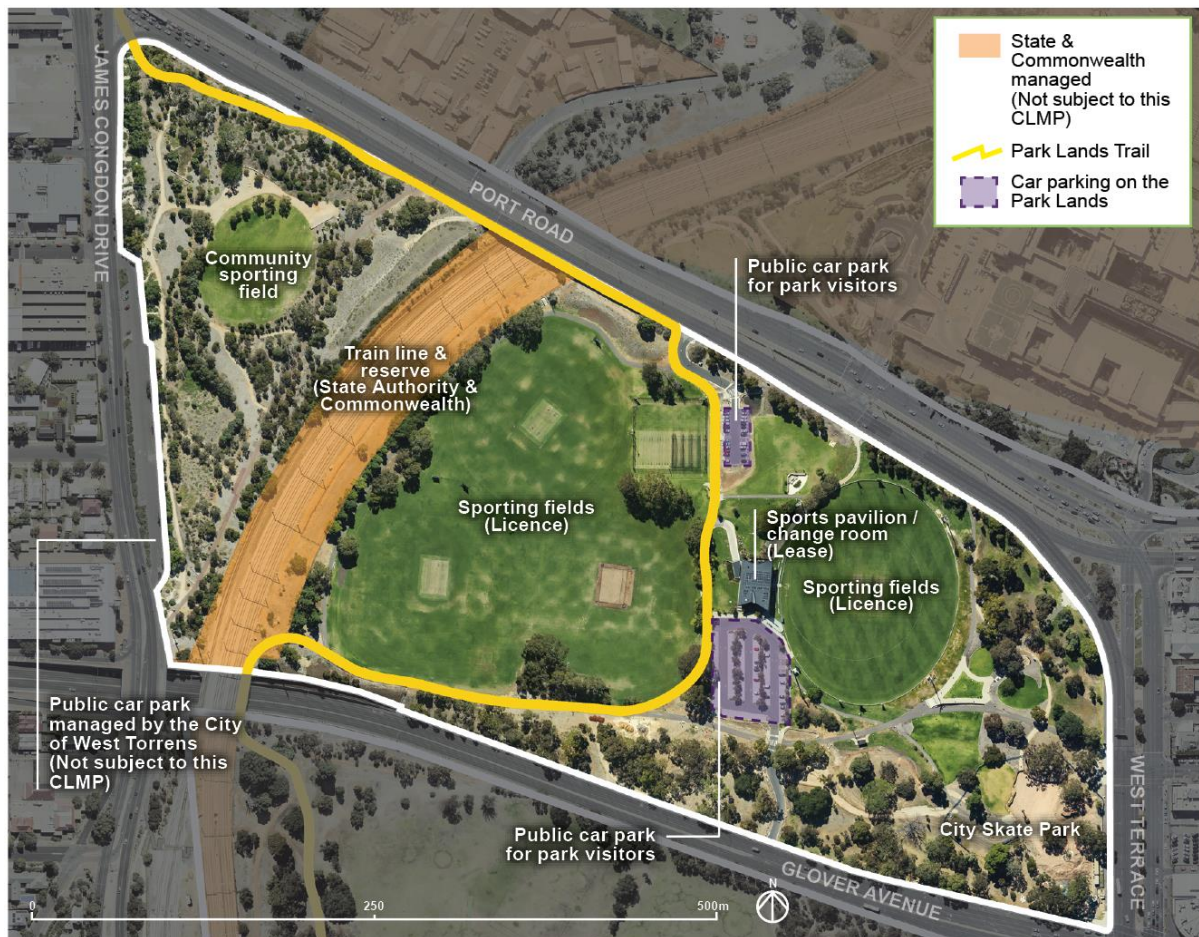 State &
Commonwealth
managed
(Not subject to this
CLMP)
Park Lands Trail
Car parking on the
Park Lands
JAMES CONGDON DRIVE
PORT ROAD
Public car park
for park visitors
Community
sporting
field
Train line &
reserve
(State Authority &
Commonwealth)
Sporting fields
(Licence)
Sports pavilion /
change room
(Lease)
Sporting fields
(Licence)
Public car park
managed by the City
of West Torrens
(Not subject to this
CLMP)
Public car park
for park visitors
City Skate Park
WEST TERRACE
GLOVER AVENUE
0
250
500m
N